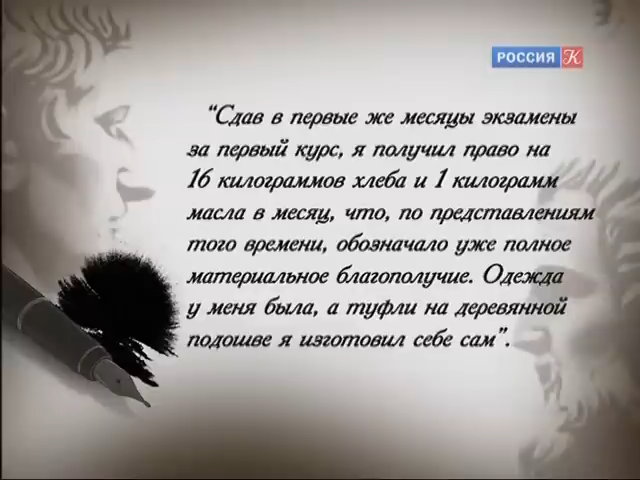 РОССИЯ К
"Сдав в первые же месяцы экзамены
за первый курс, я получил право на
16 килограммов хлеба и 1 килограмм
масла в месяц, что, по представлениям
того времени, обозначало уже полное
материальное благополучие. Одежда
у меня была, а туфли на деревянной
подошве я изготовил себе сам".